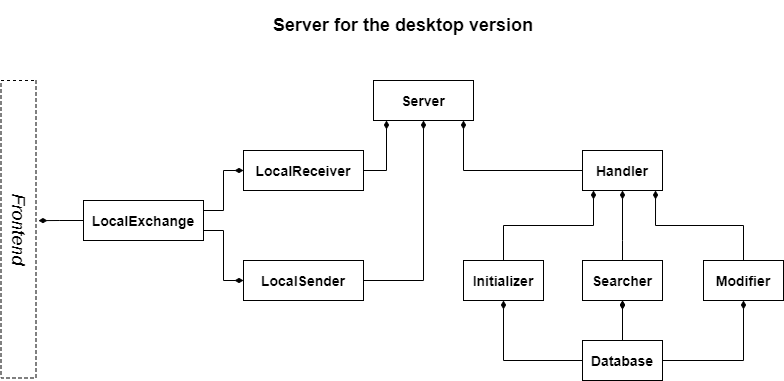 Server for the desktop version
Server
LocalReceiver
Handler
Frontend
LocalExchange
LocalSender
Initializer
Searcher
Modifier
Database